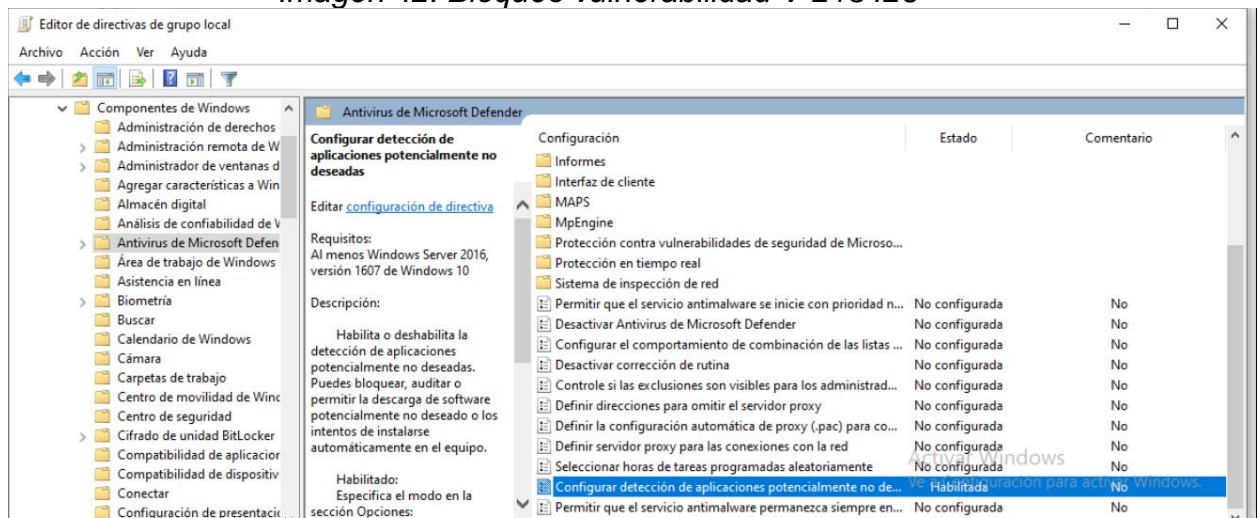 Editor de directivas de grupo local
Archivo Acción Ver Ayuda
Componentes de Windows
Administración de derechos
Administración remota de W
Administrador de ventanas d
Agregar características a Win
Almacén digital
Análisis de confiabilidad de W
Antivirus de Microsoft Defen
Área de trabajo de Windows
Asistencia en línea
Biometría
Buscar
Calendario de Windows
Cámara
Carpetas de trabajo
Centro de movilidad de Winc
Centro de seguridad
Cifrado de unidad BitLocker
Compatibilidad de aplicacior
Compatibilidad de dispositiv
Conectar
Configuración de presentació
Antivirus de Microsoft Defender
Configurar detección de
aplicaciones potencialmente no
deseadas
Editar configuración de directiva
Requisitos:
Al menos Windows Server 2016,
versión 1607 de Windows 10
Descripción:
Habilita o deshabilita la
detección de aplicaciones
potencialmente no deseadas.
Puedes bloquear, auditar o
permitir la descarga de software
potencialmente no deseado o los
intentos de instalarse
automáticamente en el equipo.
Habilitado:
Especifica el modo en la
sección Opciones:
Configuración Estado Comentario
Informes
Interfaz de cliente
MAPS
MpEngine
Protección contra vulnerabilidades de seguridad de Microso...
Protección en tiempo real
Sistema de inspección de red
Permitir que el servicio antimalware se inicie con prioridad n... No configurada No
Desactivar Antivirus de Microsoft Defender No configurada No
Configurar el comportamiento de combinación de las listas ... No configurada No
Desactivar corrección de rutina No configurada No
Controle si las exclusiones son visibles para los administrad... No configurada No
Definir direcciones para omitir el servidor proxy No configurada No
Definir la configuración automática de proxy (.pac) para co... No configurada No
Definir servidor proxy para las conexiones con la red No configurada No
Seleccionar horas de tareas programadas aleatoriamente No configurada No
Configurar detección de aplicaciones potencialmente no de... Habilitada No
Permitir que el servicio antimalware permanezca siempre en... No configurada No
Activar Windows
Ve a Configuración para activar Windows.